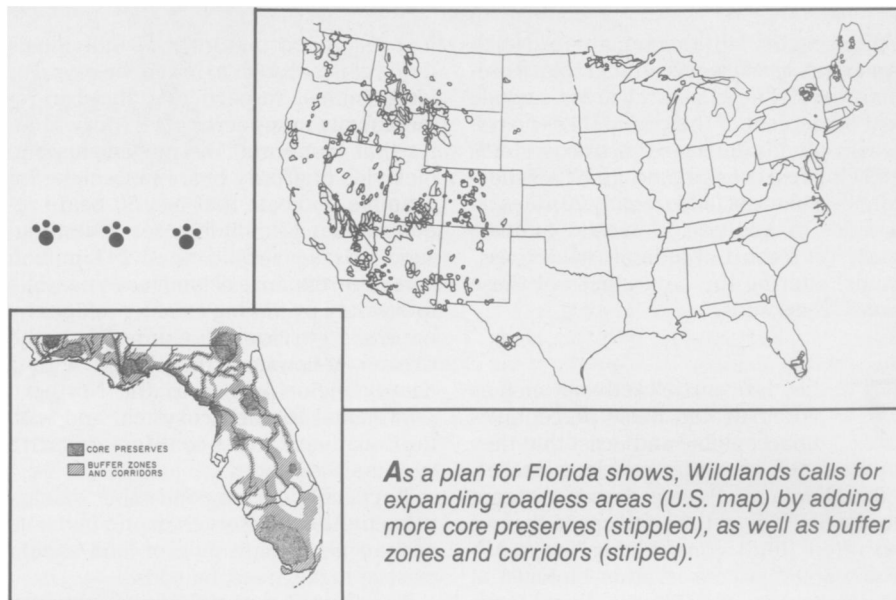 CORE PRESERVES
BUFFER ZONES
AND CORRIDORS
As a plan for Florida shows, Wildlands calls for
expanding roadless areas (U.S. map) by adding
more core preserves (stippled), as well as buffer
zones and corridors (striped).